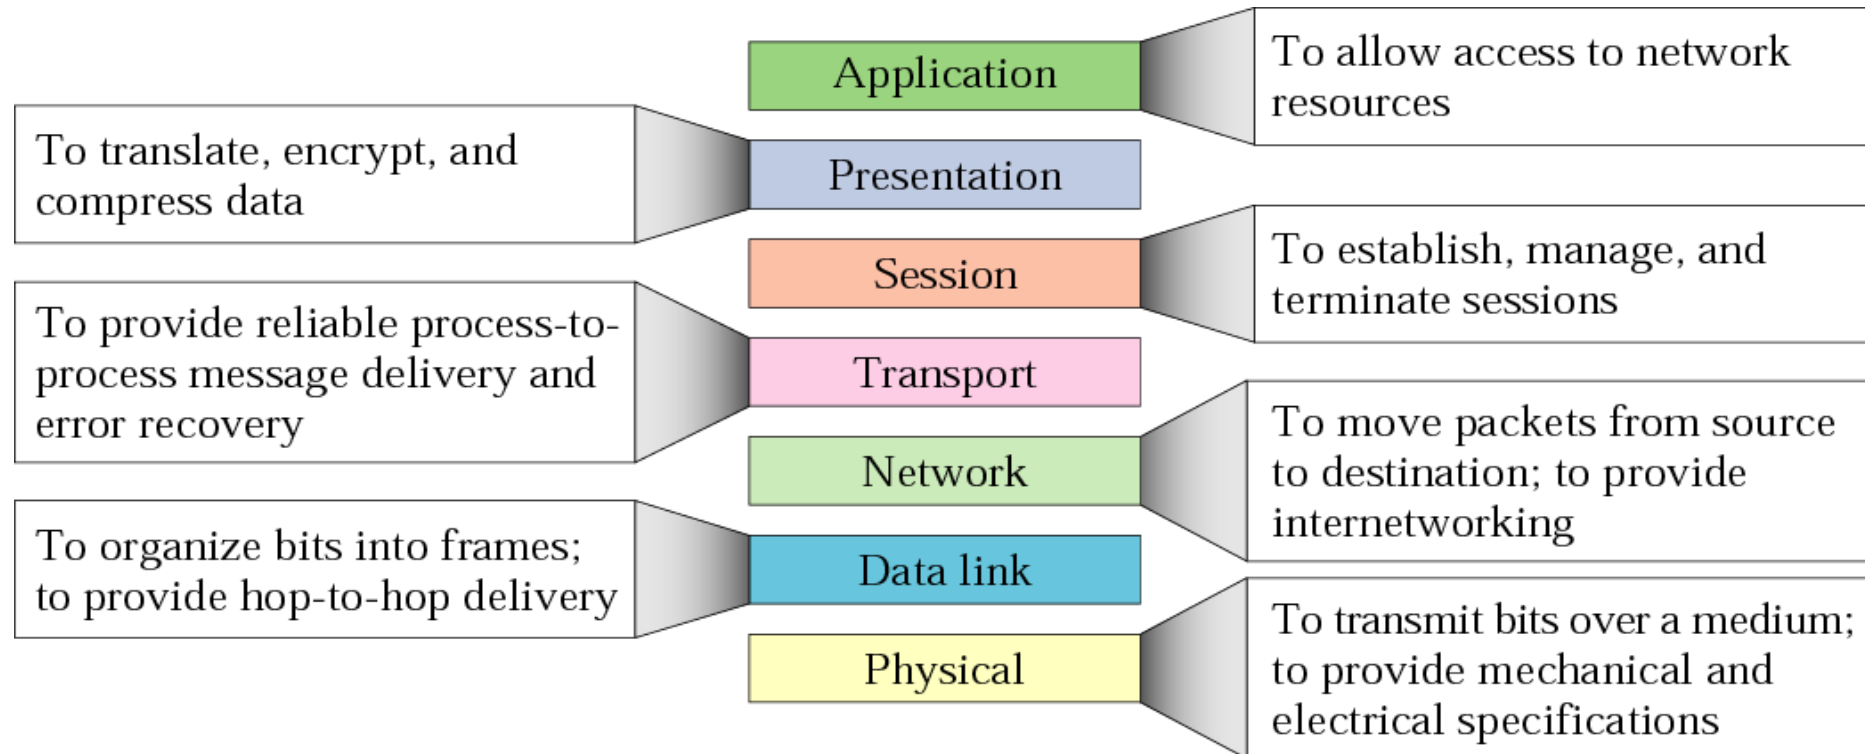 Application
To allow access to network
resources
To translate, encrypt, and
compress data
Presentation
Session
To establish, manage, and
terminate sessions
To provide reliable process-to-
process message delivery and
error recovery
Transport
Network
To move packets from source
to destination; to provide
internetworking
To organize bits into frames;
to provide hop-to-hop delivery
Data link
Physical
To transmit bits over a medium;
to provide mechanical and
electrical specifications